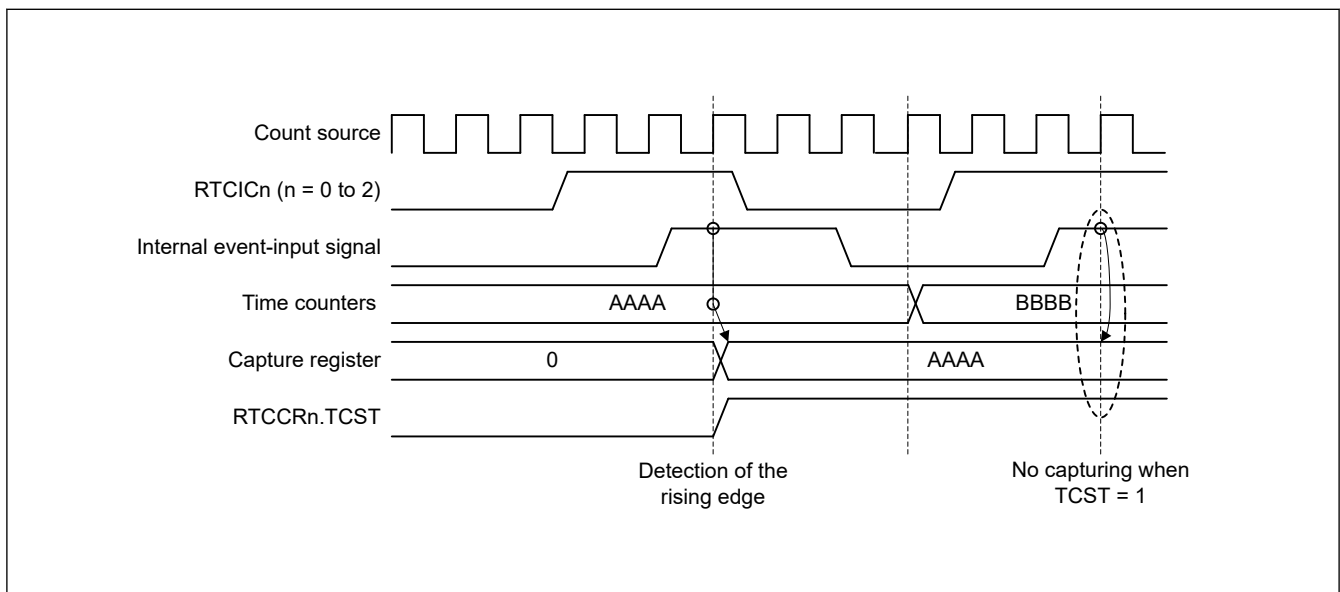 Count source
RTCICn (n = 0 to 2)
Internal event-input signal
Time counters
AAAA
BBBB
Capture register
0
AAAA
RTCCRn.TCST
Detection of the
rising edge
No capturing when
TCST = 1